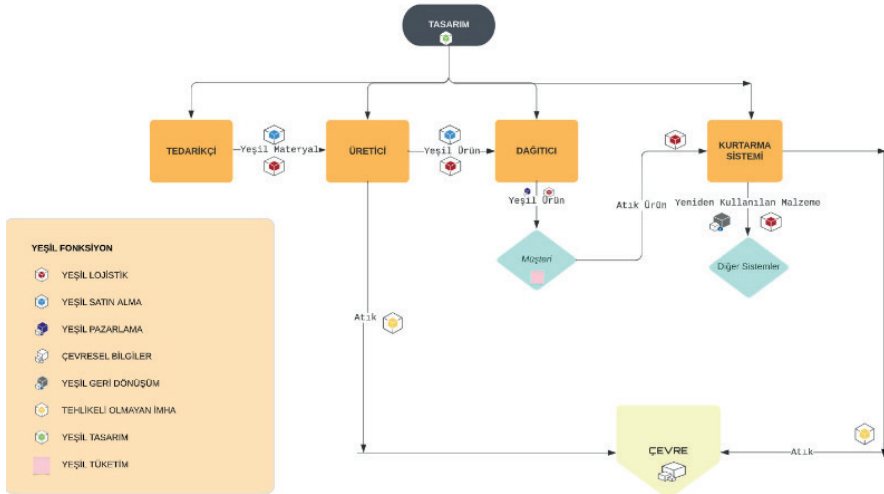 TASARIM
TEDARİKÇİ
Yeşil Materyal
ÜRETİCİ
Yeşil Ürün
DAĞITICI
KURTARMA
SİSTEMİ
Yeşil Ürün
Atık Ürün
Yeniden Kullanılan Malzeme
Müşteri
Diğer Sistemler
YEŞİL FONKSİYON
YEŞİL LOJİSTİK
YEŞİL SATIN ALMA
YEŞİL PAZARLAMA
ÇEVRESEL BİLGİLER
YEŞİL GERİ DÖNÜŞÜM
TEHLİKELİ OLMAYAN İMHA
YEŞİL TASARIM
YEŞİL TÜKETİM
Atık
ÇEVRE
Atık